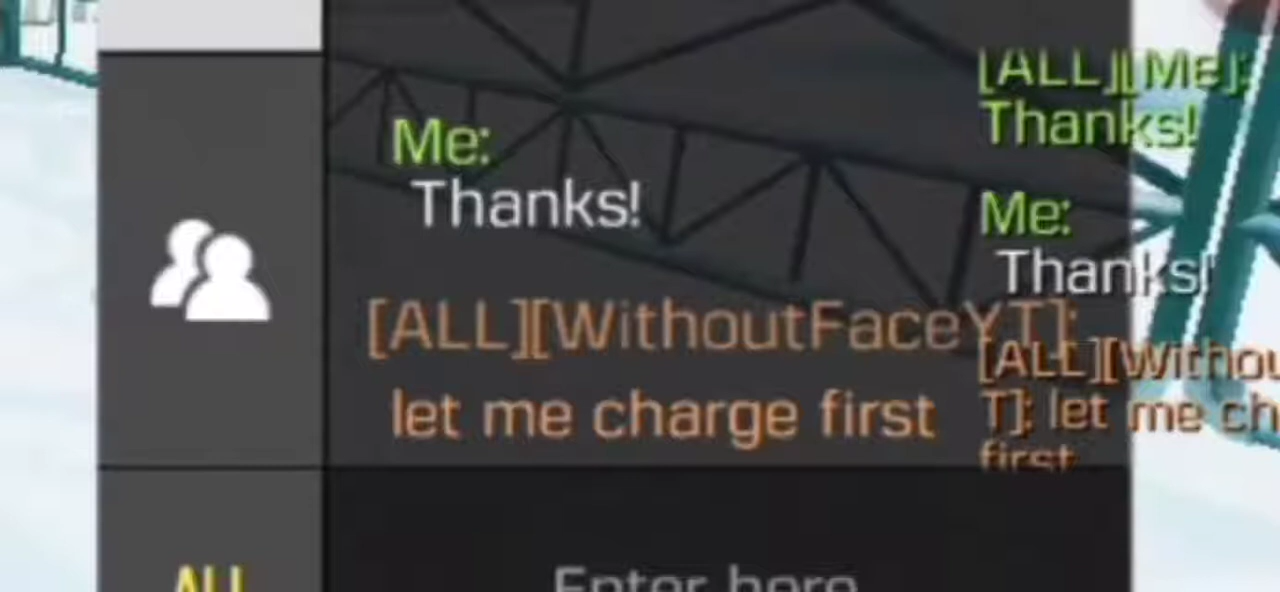 Me:
Thanks!
[ALL][WithoutFaceYT]:
let me charge first
[ALL][Me]:
Thanks!
Me:
Thanks!
[ALL][Withou
T]: let me ch
first
ALL
Enter here